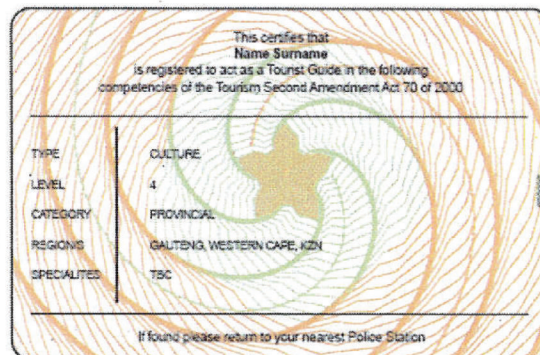 This certifies that
Name Surname
is registered to act as a Tourist Guide in the following
competencies of the Tourism Second Amendment Act 70 of 2000
TYPE CULTURE
LEVEL 4
CATEGORY PROVINCIAL
REGION/S GAUTENG, WESTERN CAPE, KZN
SPECIALITES TBC
If found please return to your nearest Police Station